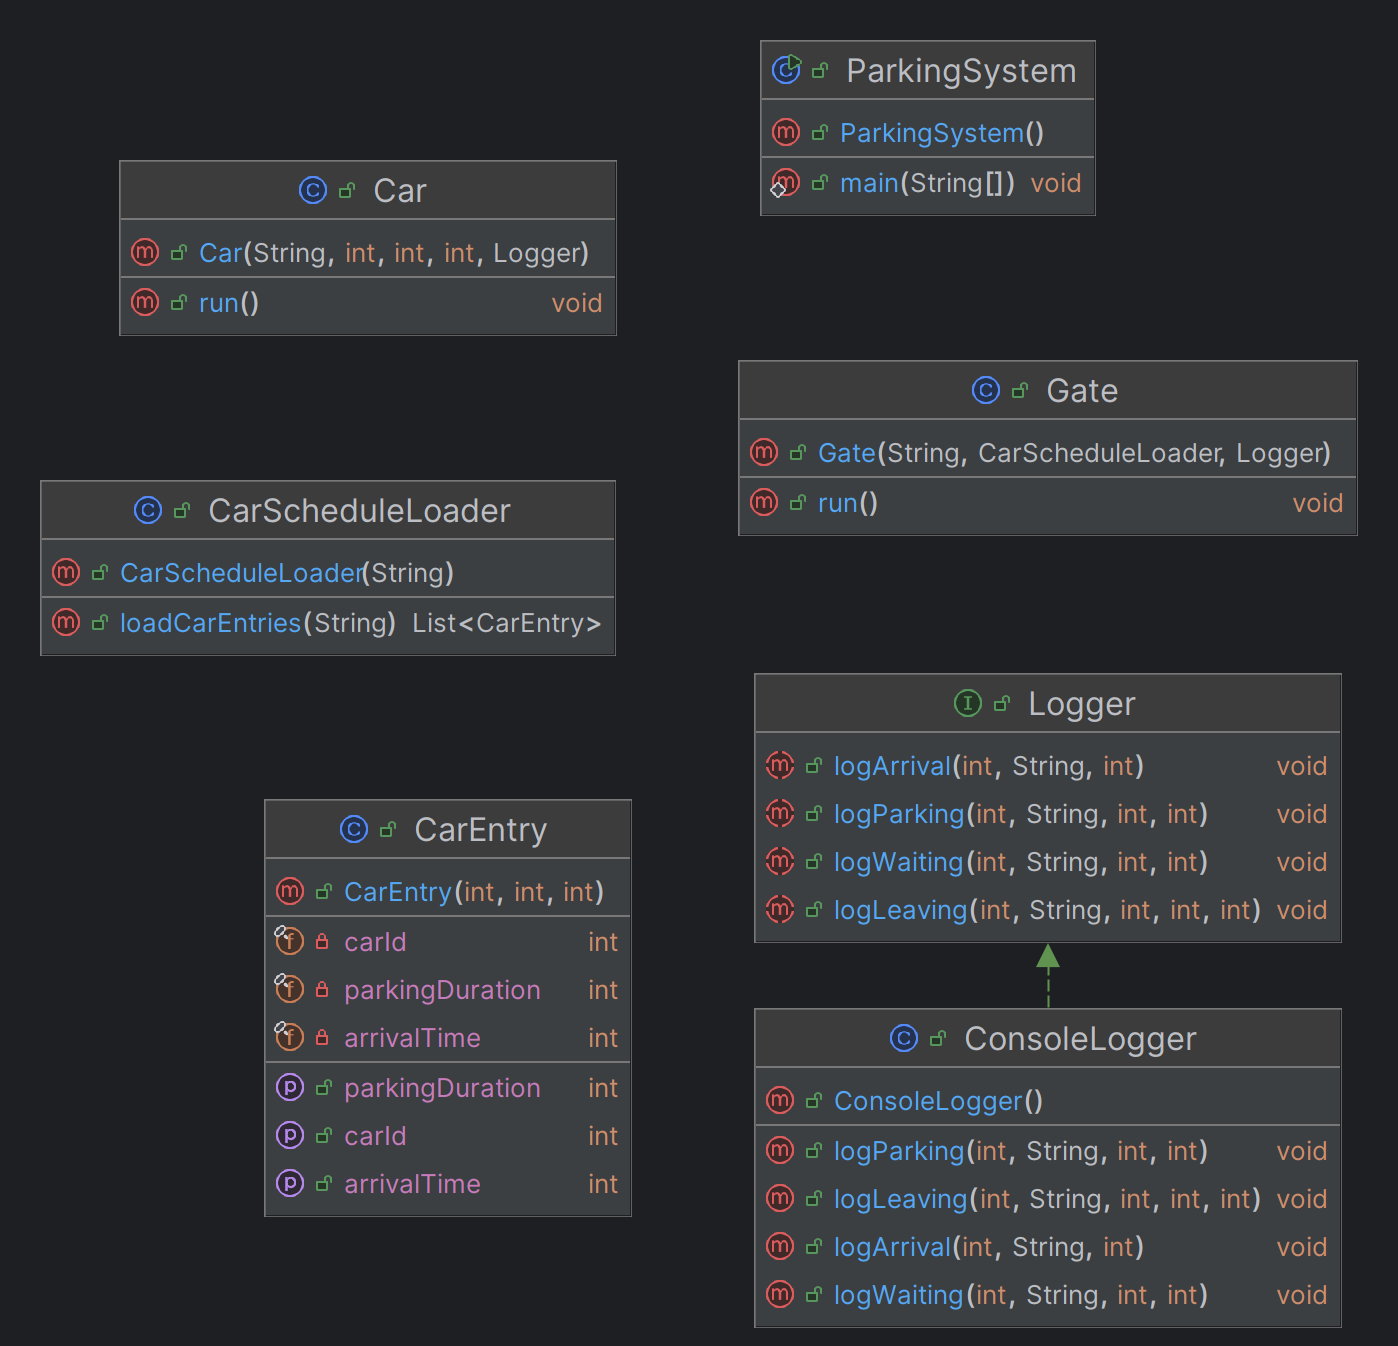 ParkingSystem
ParkingSystem()
main(String[]) void
Car
Car(String, int, int, int, Logger)
run() void
Gate
Gate(String, CarScheduleLoader, Logger)
run() void
CarScheduleLoader
CarScheduleLoader(String)
loadCarEntries(String) List<CarEntry>
Logger
logArrival(int, String, int) void
logParking(int, String, int, int) void
logWaiting(int, String, int, int) void
logLeaving(int, String, int, int, int) void
CarEntry
CarEntry(int, int, int)
carId int
parkingDuration int
arrivalTime int
parkingDuration int
carId int
arrivalTime int
ConsoleLogger
ConsoleLogger()
logParking(int, String, int, int) void
logLeaving(int, String, int, int, int) void
logArrival(int, String, int) void
logWaiting(int, String, int, int) void